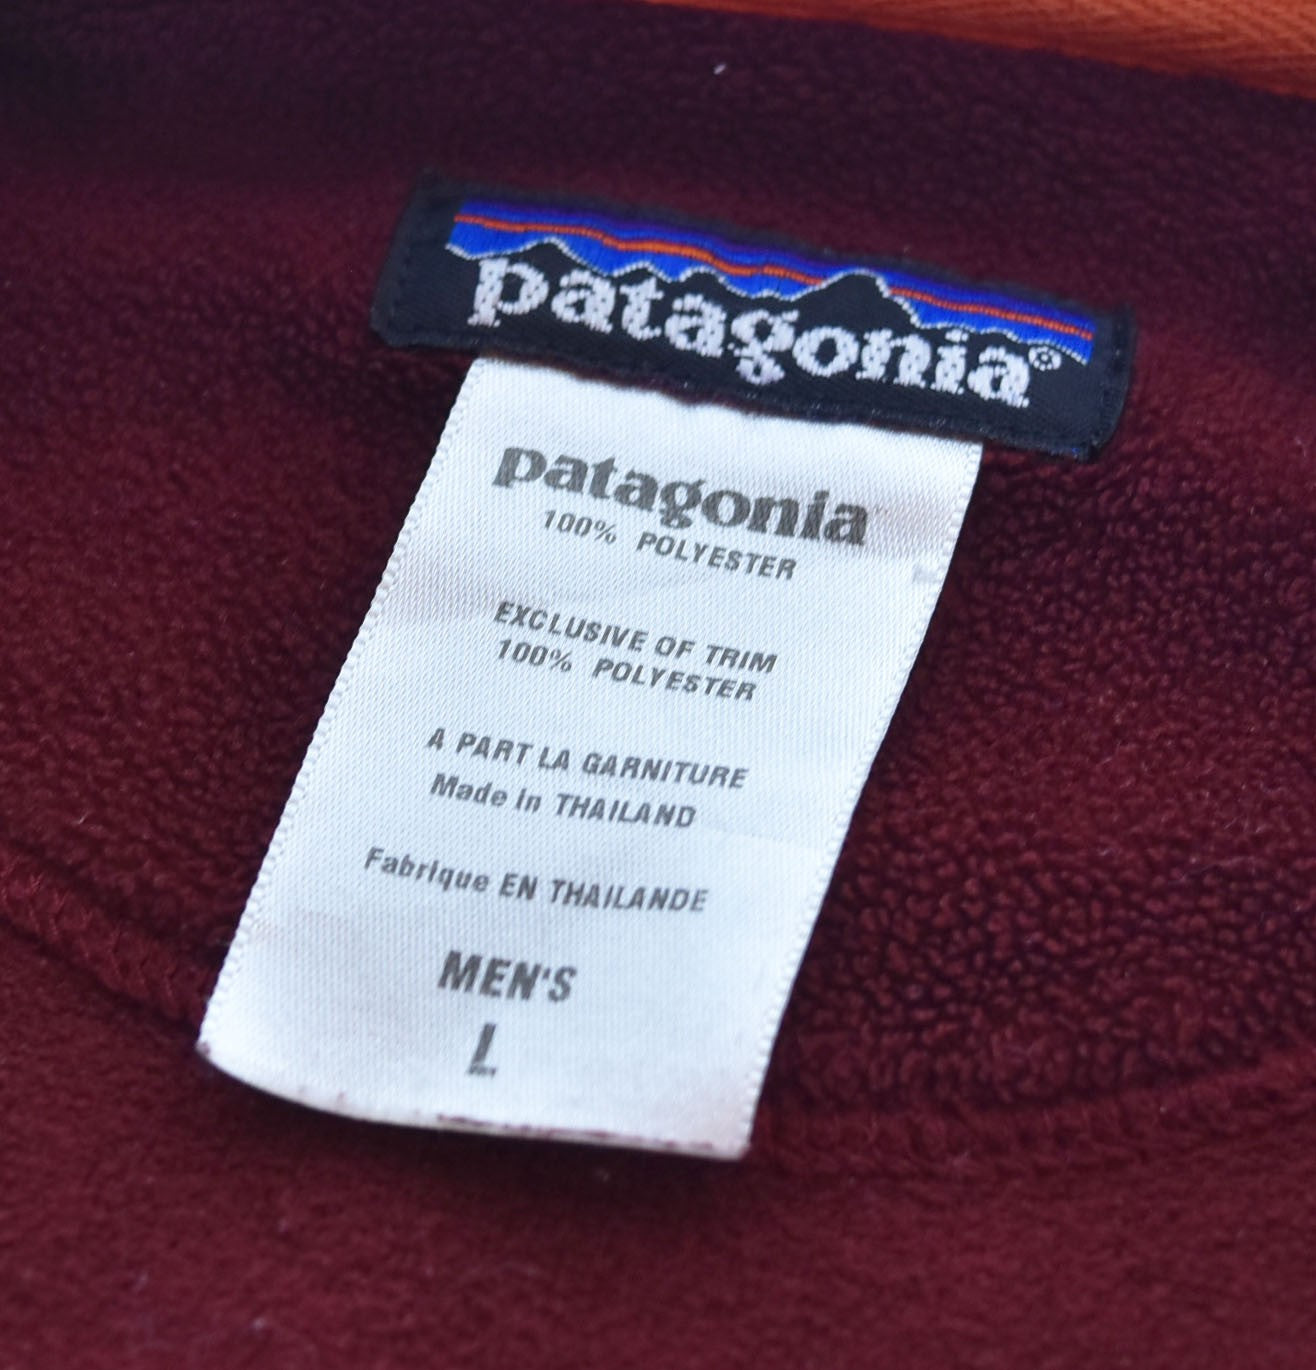 patagonia®
patagonia
100% POLYESTER
EXCLUSIVE OF TRIM
100% POLYESTER
A PART LA GARNITURE
Made in THAILAND
Fabrique EN THAILANDE
MEN'S
L